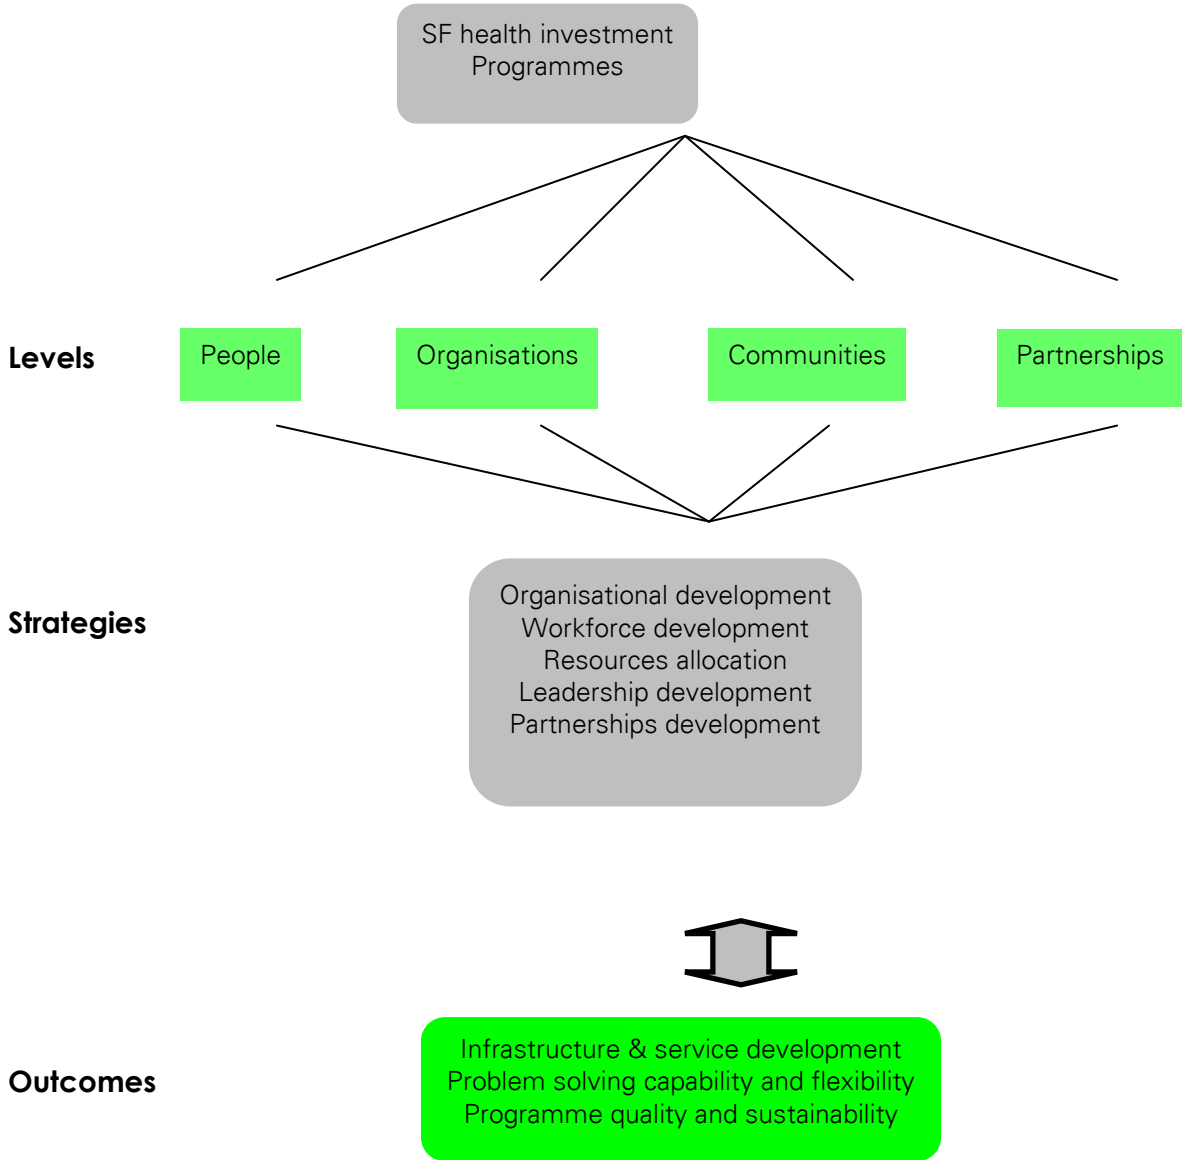 SF health investment
Programmes
Levels
People
Organisations
Communities
Partnerships
Strategies
Organisational development
Workforce development
Resources allocation
Leadership development
Partnerships development
Outcomes
Infrastructure & service development
Problem solving capability and flexibility
Programme quality and sustainability